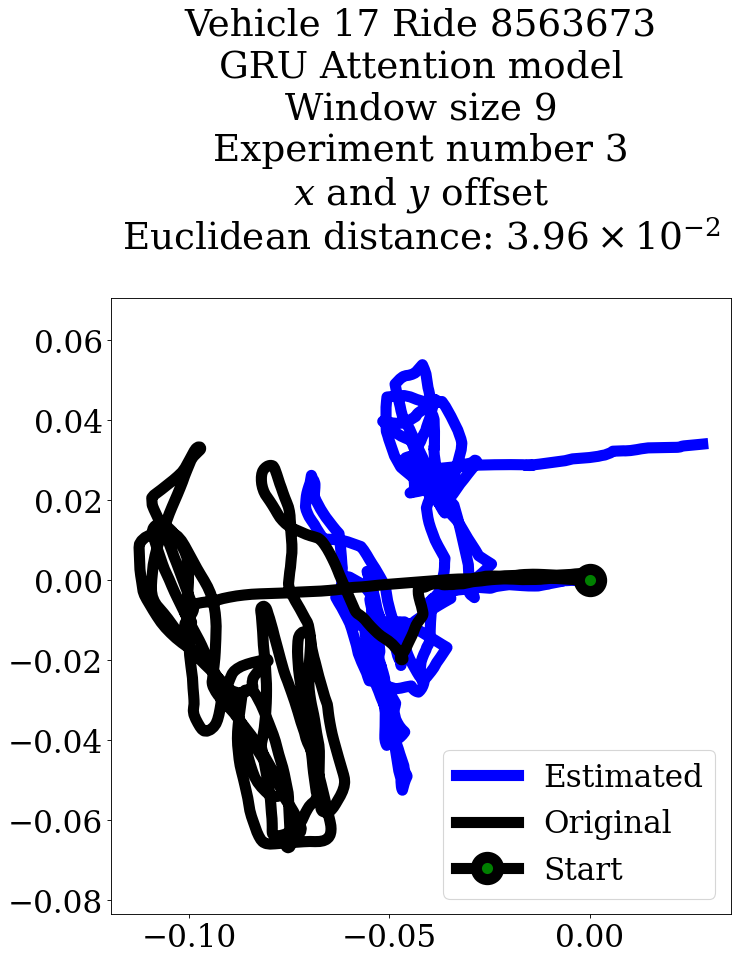 Vehicle 17 Ride 8563673
GRU Attention model
Window size 9
Experiment number 3
x and y offset
Euclidean distance: 3.96 × 10⁻²
0.06
0.04
0.02
0.00
−0.02
−0.04
−0.06
−0.08
Estimated
Original
Start
−0.10 −0.05 0.00